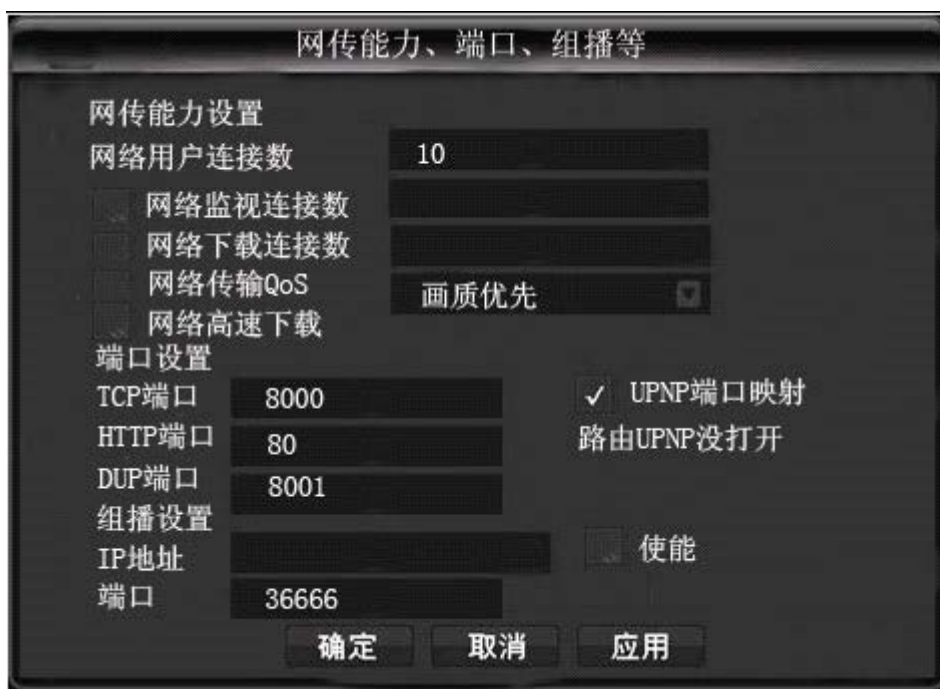 网传能力、端口、组播等
网传能力设置
网络用户连接数 10
网络监视连接数
网络下载连接数
网络传输QoS 画质优先
网络高速下载
端口设置
TCP端口 8000 ✓ UPNP端口映射
HTTP端口 80 路由UPNP没打开
DUP端口 8001
组播设置
IP地址 使能
端口 36666
确定 取消 应用